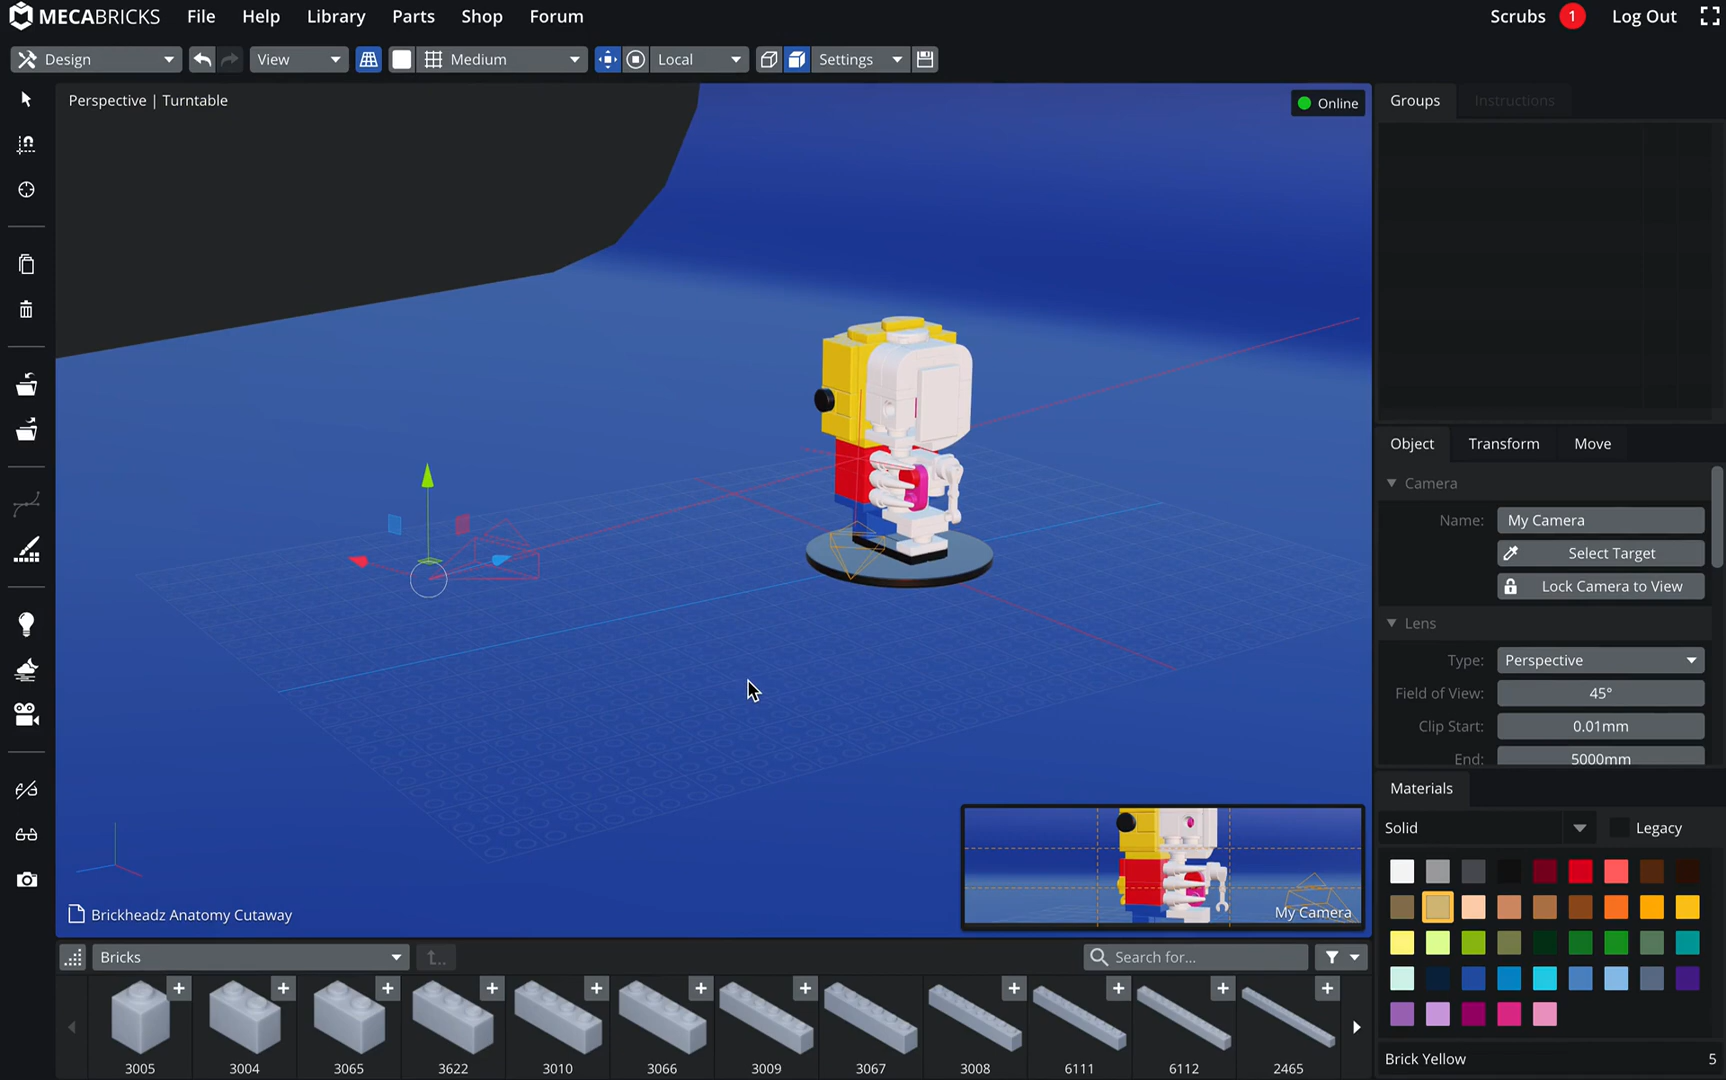 MECABRICKS File Help Library Parts Shop Forum Scrubs 1 Log Out
Design View Medium Local Settings
Perspective | Turntable
Online
Groups Instructions
Object Transform Move
Camera
Name: My Camera
Select Target
Lock Camera to View
Lens
Type: Perspective
Field of View: 45°
Clip Start: 0.01mm
End: 5000mm
Materials
Solid Legacy
Brickheadz Anatomy Cutaway
My Camera
Bricks Search for...
3005 3004 3065 3622 3010 3066 3009 3067 3008 6111 6112 2465
Brick Yellow 5